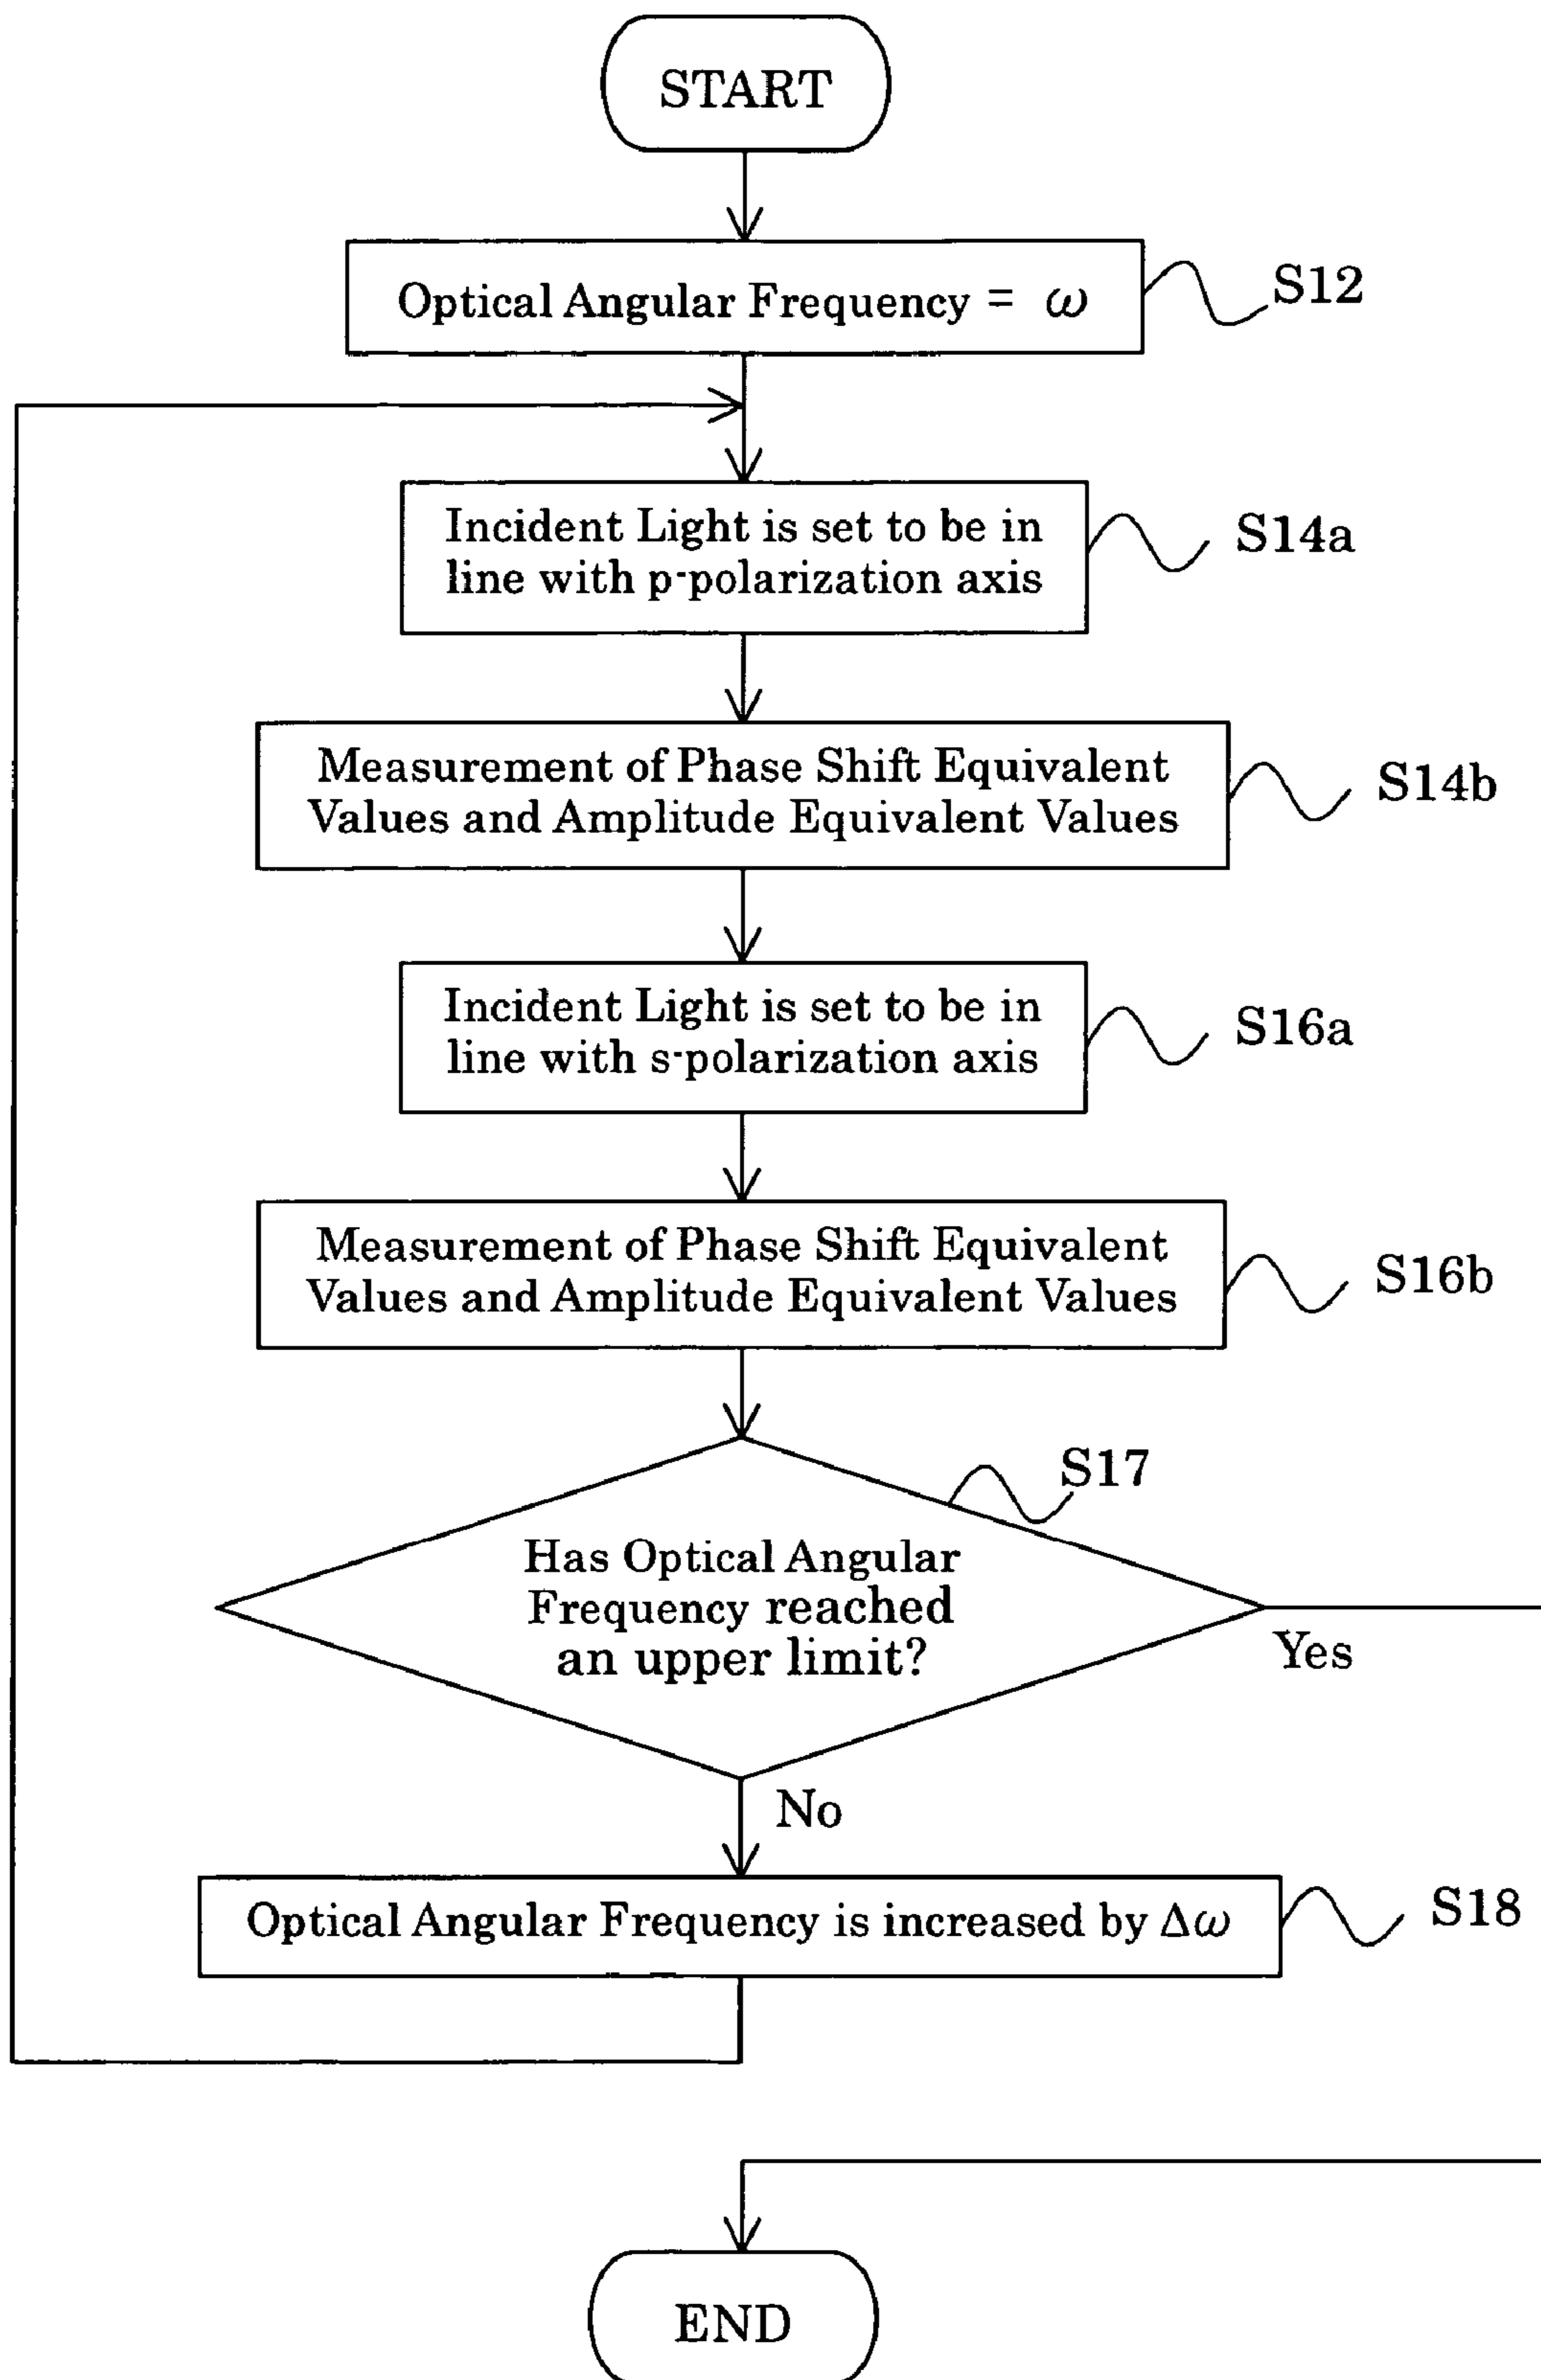 START
Optical Angular Frequency = ω
S12
Incident Light is set to be in
line with p-polarization axis
S14a
Measurement of Phase Shift Equivalent
Values and Amplitude Equivalent Values
S14b
Incident Light is set to be in
line with s-polarization axis
S16a
Measurement of Phase Shift Equivalent
Values and Amplitude Equivalent Values
S16b
S17
Has Optical Angular
Frequency reached
an upper limit?
Yes
No
Optical Angular Frequency is increased by Δω
S18
END